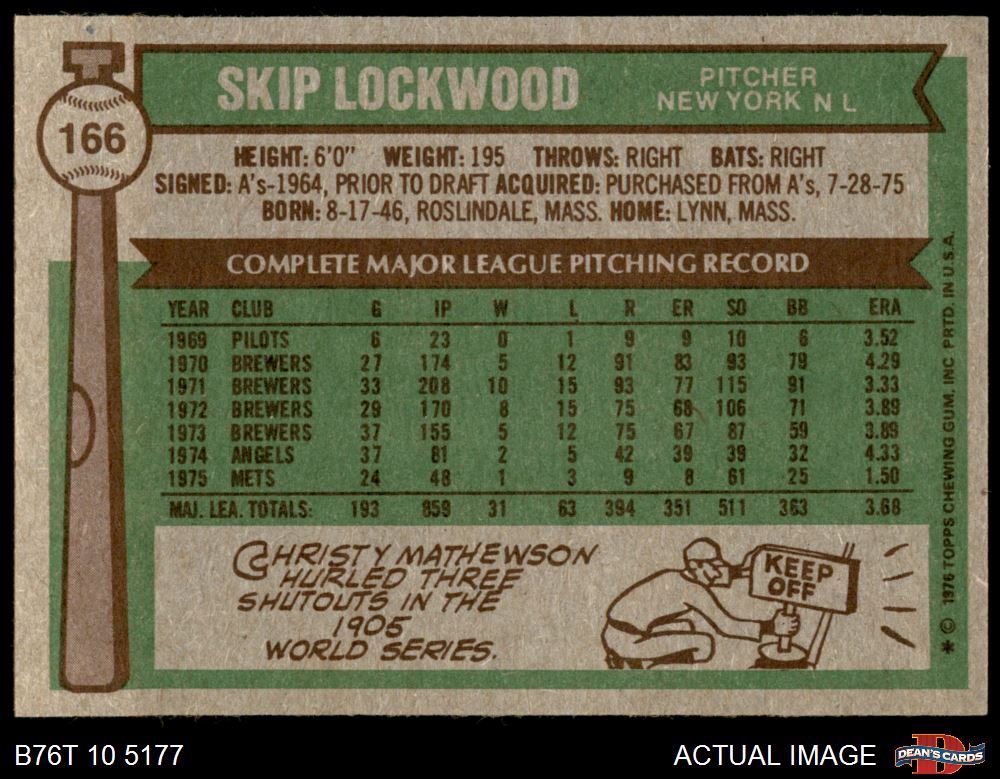 SKIP LOCKWOOD
PITCHER
NEW YORK N L
166
HEIGHT: 6'0" WEIGHT: 195 THROWS: RIGHT BATS: RIGHT
SIGNED: A's-1964, PRIOR TO DRAFT ACQUIRED: PURCHASED FROM A's, 7-28-75
BORN: 8-17-46, ROSLINDALE, MASS. HOME: LYNN, MASS.
COMPLETE MAJOR LEAGUE PITCHING RECORD
YEAR CLUB G IP W L R ER SO BB ERA
1969 PILOTS 6 23 0 1 9 9 10 6 3.52
1970 BREWERS 27 174 5 12 91 83 93 79 4.29
1971 BREWERS 33 208 10 15 93 77 115 91 3.33
1972 BREWERS 29 170 8 15 75 68 106 71 3.89
1973 BREWERS 37 155 5 12 75 67 87 59 3.89
1974 ANGELS 37 81 2 5 42 39 39 32 4.33
1975 METS 24 48 1 3 9 8 61 25 1.50
MAJ. LEA. TOTALS: 193 859 31 63 394 351 511 363 3.68
CHRISTY MATHEWSON
HURLED THREE
SHUTOUTS IN THE
1905
WORLD SERIES.
KEEP
OFF
* © 1976 TOPPS CHEWING GUM, INC PRTD. IN U.S.A.
B76T 10 5177
ACTUAL IMAGE
D
DEAN'S CARDS